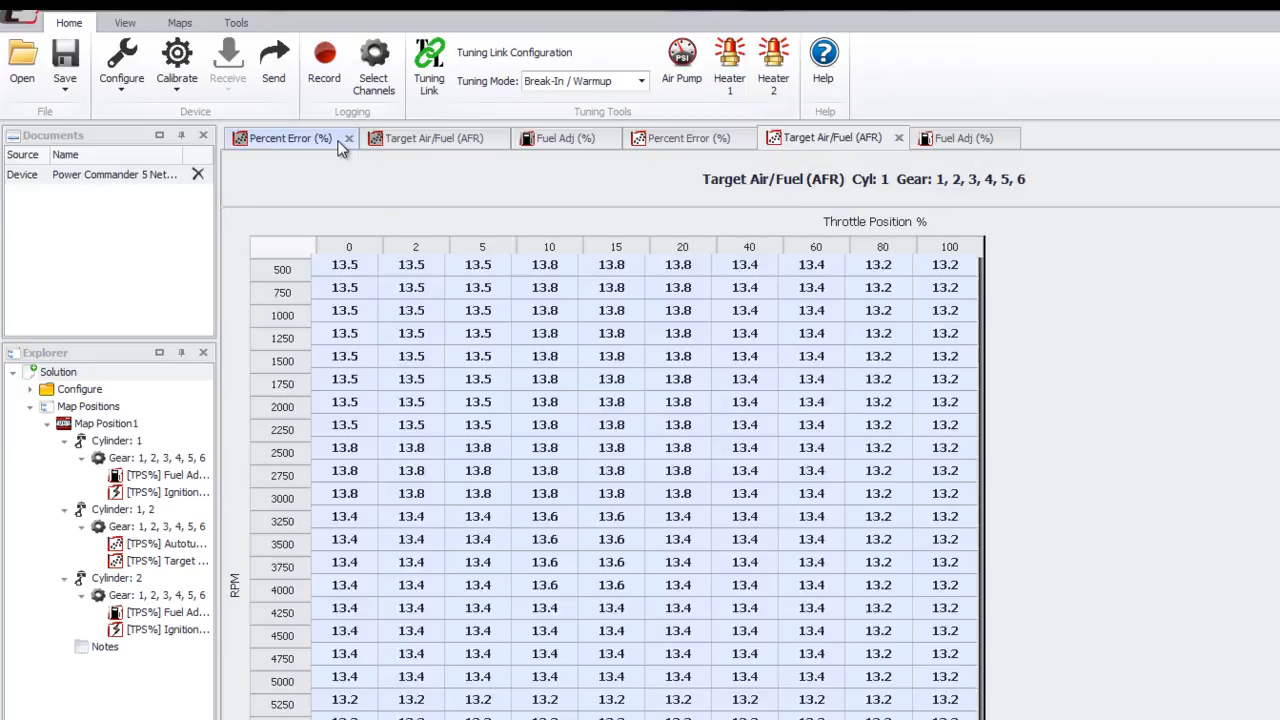 Home View Maps Tools
Open Save Configure Calibrate Receive Send Record Select Channels Tuning Link Tuning Link Configuration
Tuning Mode: Break-In / Warmup
Air Pump Heater 1 Heater 2 Help
File Device Logging Tuning Tools Help
Documents
Source Name
Device Power Commander 5 Net...
Percent Error (%) Target Air/Fuel (AFR) Fuel Adj (%) Percent Error (%) Target Air/Fuel (AFR) Fuel Adj (%)
Target Air/Fuel (AFR) Cyl: 1 Gear: 1, 2, 3, 4, 5, 6
Throttle Position %
0 2 5 10 15 20 40 60 80 100
500 13.5 13.5 13.5 13.8 13.8 13.8 13.4 13.4 13.2 13.2
750 13.5 13.5 13.5 13.8 13.8 13.8 13.4 13.4 13.2 13.2
1000 13.5 13.5 13.5 13.8 13.8 13.8 13.4 13.4 13.2 13.2
1250 13.5 13.5 13.5 13.8 13.8 13.8 13.4 13.4 13.2 13.2
1500 13.5 13.5 13.5 13.8 13.8 13.8 13.4 13.4 13.2 13.2
1750 13.5 13.5 13.5 13.8 13.8 13.8 13.4 13.4 13.2 13.2
2000 13.5 13.5 13.5 13.8 13.8 13.8 13.4 13.4 13.2 13.2
2250 13.5 13.5 13.5 13.8 13.8 13.8 13.4 13.4 13.2 13.2
2500 13.8 13.8 13.8 13.8 13.8 13.8 13.4 13.4 13.2 13.2
2750 13.8 13.8 13.8 13.8 13.8 13.8 13.4 13.4 13.2 13.2
3000 13.8 13.8 13.8 13.8 13.8 13.8 13.4 13.4 13.2 13.2
3250 13.4 13.4 13.4 13.6 13.6 13.8 13.4 13.4 13.2 13.2
3500 13.4 13.4 13.4 13.6 13.6 13.8 13.4 13.4 13.2 13.2
3750 13.4 13.4 13.4 13.6 13.6 13.8 13.4 13.4 13.2 13.2
4000 13.4 13.4 13.4 13.6 13.6 13.8 13.4 13.4 13.2 13.2
4250 13.4 13.4 13.4 13.4 13.4 13.4 13.4 13.4 13.2 13.2
4500 13.4 13.4 13.4 13.4 13.4 13.4 13.4 13.4 13.2 13.2
4750 13.4 13.4 13.4 13.4 13.4 13.4 13.4 13.4 13.2 13.2
5000 13.4 13.4 13.4 13.4 13.4 13.4 13.4 13.4 13.2 13.2
5250 13.2 13.2 13.2 13.2 13.2 13.2 13.2 13.2 13.2 13.2
RPM
Explorer
Solution
Configure
Map Positions
Map Position1
Cylinder: 1
Gear: 1, 2, 3, 4, 5, 6
[TPS%] Fuel Ad...
[TPS%] Ignition...
Cylinder: 1, 2
Gear: 1, 2, 3, 4, 5, 6
[TPS%] Autotu...
[TPS%] Target ...
Cylinder: 2
Gear: 1, 2, 3, 4, 5, 6
[TPS%] Fuel Ad...
[TPS%] Ignition...
Notes